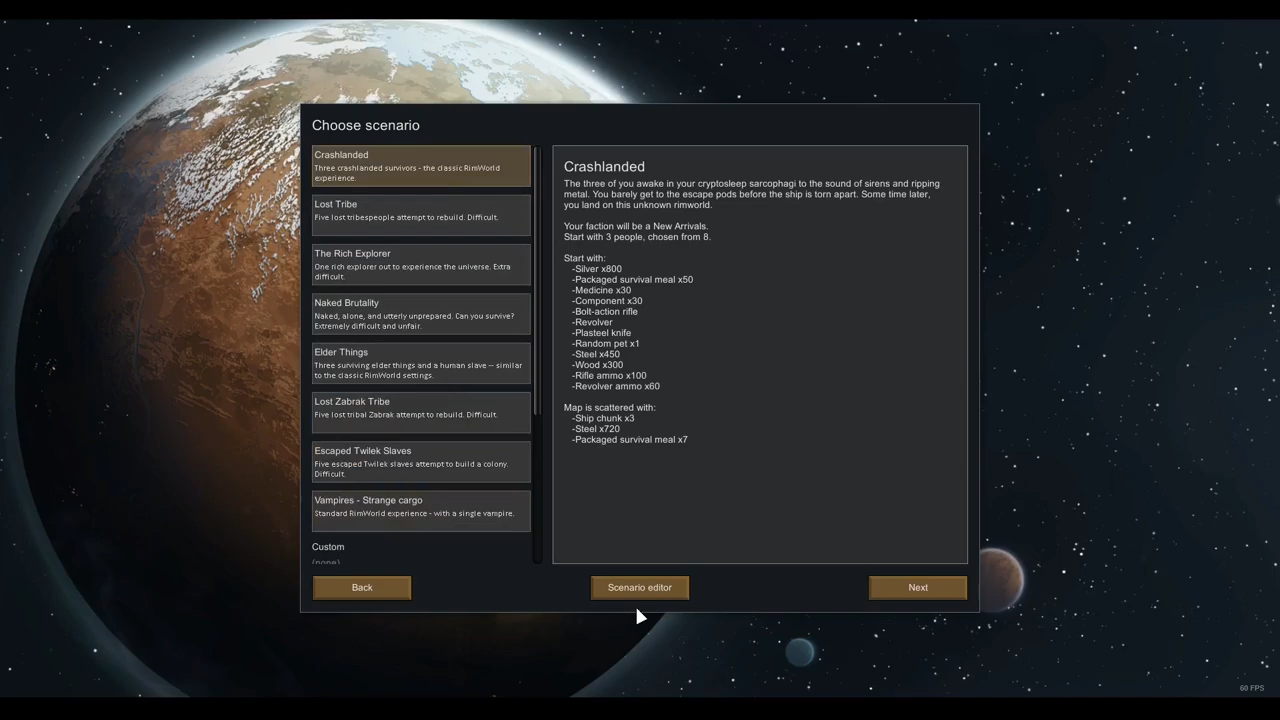 Choose scenario
Crashlanded
Three crashlanded survivors - the classic RimWorld
experience.
Lost Tribe
Five lost tribespeople attempt to rebuild. Difficult.
The Rich Explorer
One rich explorer out to experience the universe. Extra
difficult.
Naked Brutality
Naked, alone, and utterly unprepared. Can you survive?
Extremely difficult and unfair.
Elder Things
Three surviving elder things and a human slave -- similar
to the classic RimWorld settings.
Lost Zabrak Tribe
Five lost tribal Zabrak attempt to rebuild. Difficult.
Escaped Twilek Slaves
Five escaped Twilek slaves attempt to build a colony.
Difficult.
Vampires - Strange cargo
Standard RimWorld experience - with a single vampire.
Custom
(none)
Crashlanded
The three of you awake in your cryptosleep sarcophagi to the sound of sirens and ripping
metal. You barely get to the escape pods before the ship is torn apart. Some time later,
you land on this unknown rimworld.
Your faction will be a New Arrivals.
Start with 3 people, chosen from 8.
Start with:
-Silver x800
-Packaged survival meal x50
-Medicine x30
-Component x30
-Bolt-action rifle
-Revolver
-Plasteel knife
-Random pet x1
-Steel x450
-Wood x300
-Rifle ammo x100
-Revolver ammo x60
Map is scattered with:
-Ship chunk x3
-Steel x720
-Packaged survival meal x7
Back
Scenario editor
Next
60 FPS